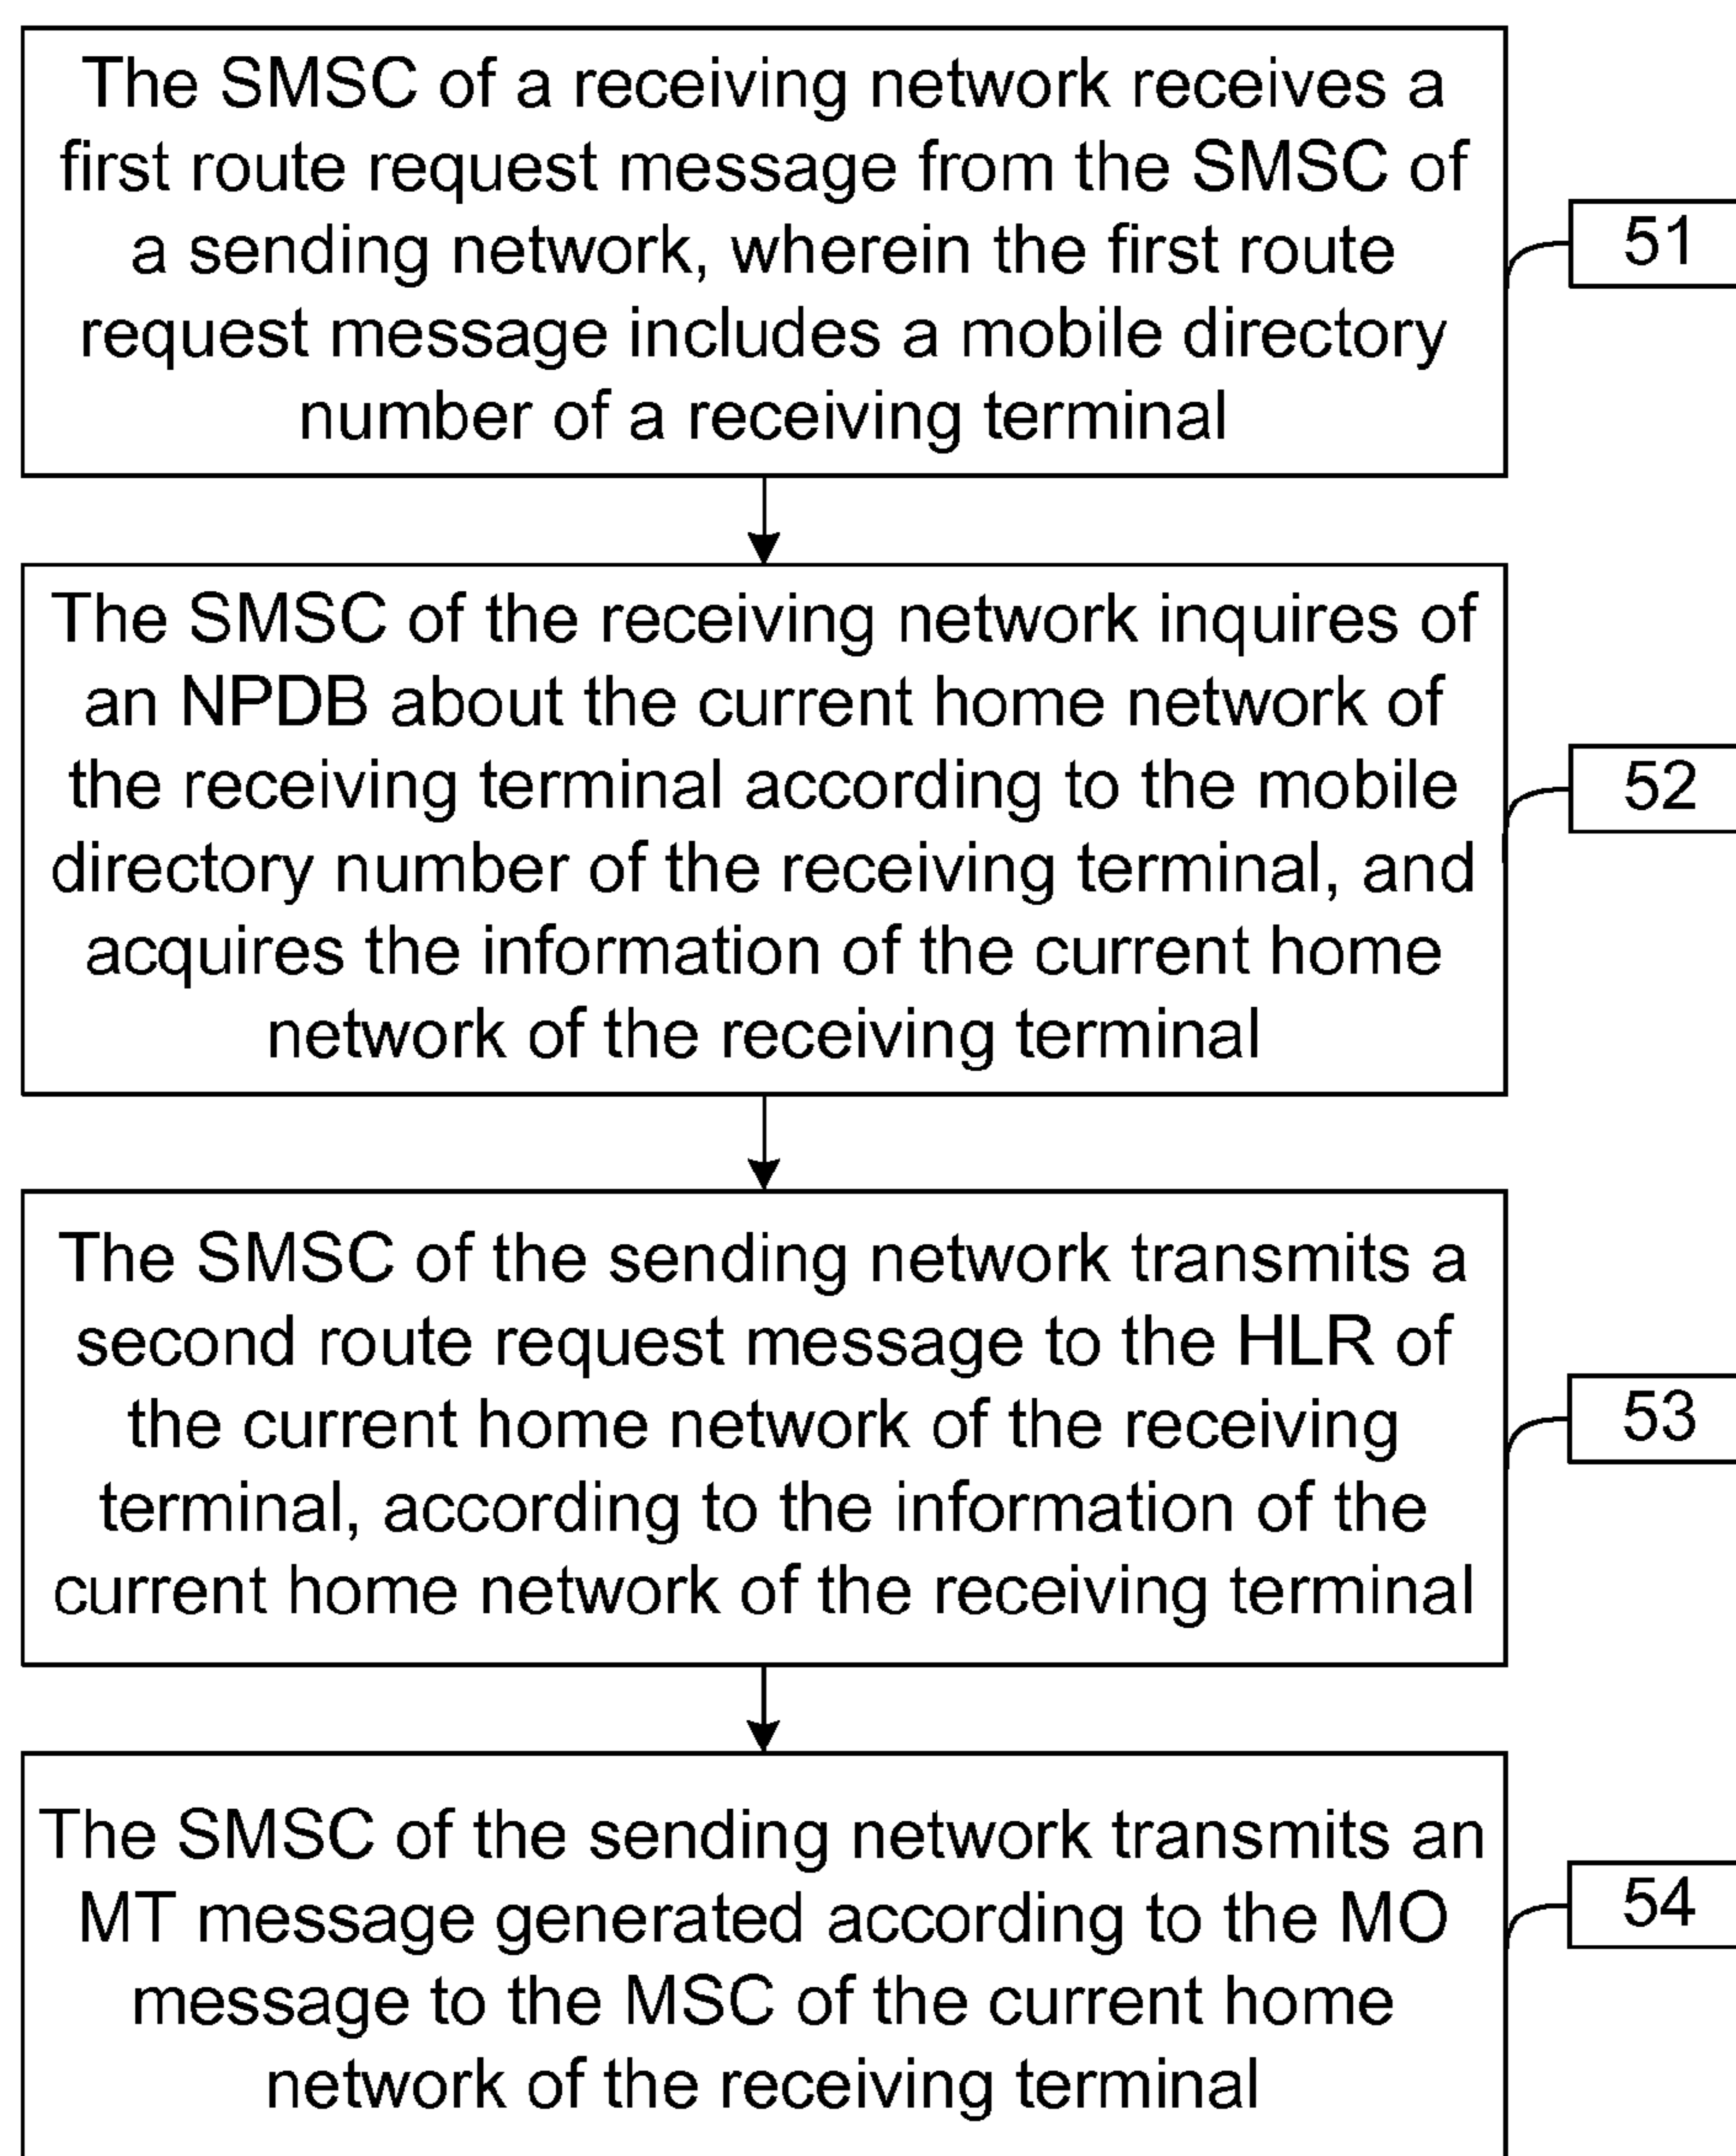 The SMSC of a receiving network receives a
first route request message from the SMSC of
a sending network, wherein the first route
request message includes a mobile directory
number of a receiving terminal
51
The SMSC of the receiving network inquires of
an NPDB about the current home network of
the receiving terminal according to the mobile
directory number of the receiving terminal, and
acquires the information of the current home
network of the receiving terminal
52
The SMSC of the sending network transmits a
second route request message to the HLR of
the current home network of the receiving
terminal, according to the information of the
current home network of the receiving terminal
53
The SMSC of the sending network transmits an
MT message generated according to the MO
message to the MSC of the current home
network of the receiving terminal
54